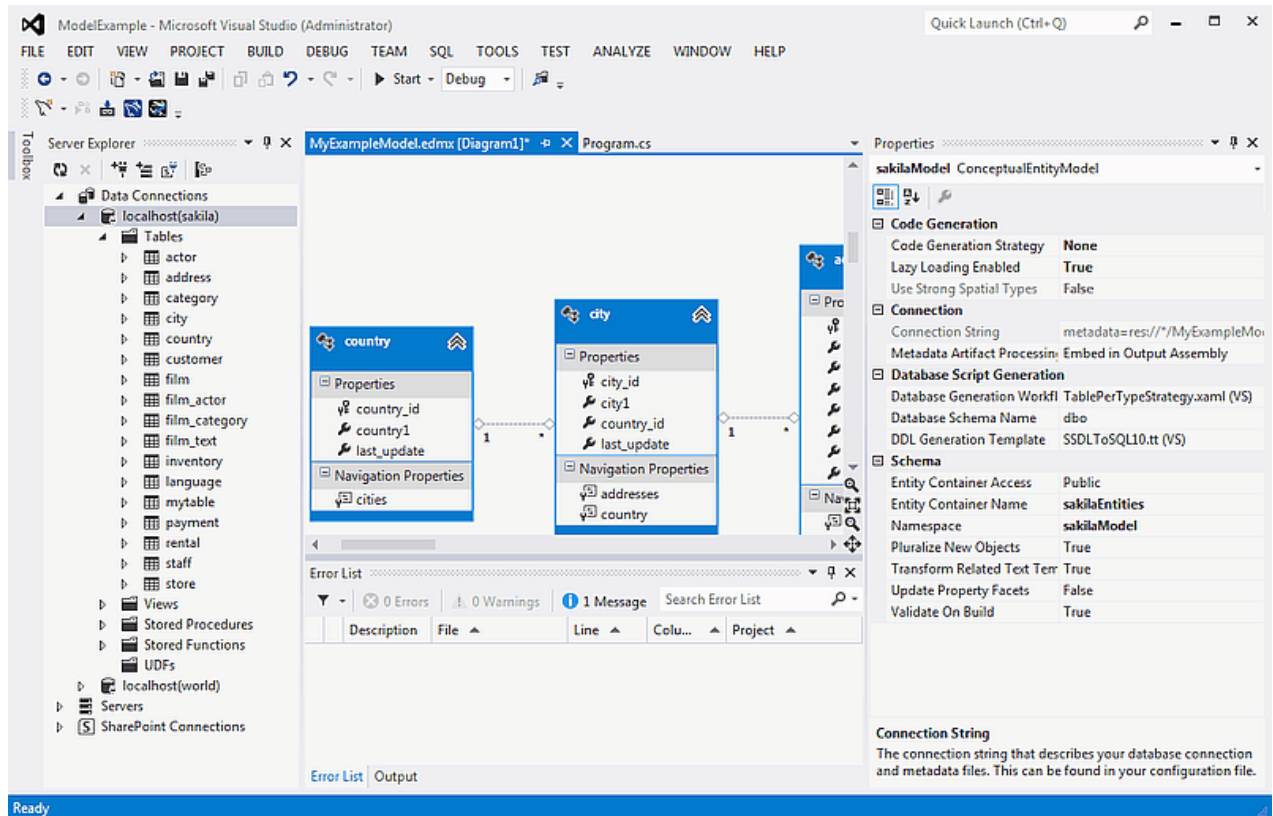 ModelExample - Microsoft Visual Studio (Administrator)
Quick Launch (Ctrl+Q)
FILE EDIT VIEW PROJECT BUILD DEBUG TEAM SQL TOOLS TEST ANALYZE WINDOW HELP
Start Debug
Toolbox
Server Explorer
Data Connections
localhost(sakila)
Tables
actor
address
category
city
country
customer
film
film_actor
film_category
film_text
inventory
language
mytable
payment
rental
staff
store
Views
Stored Procedures
Stored Functions
UDFs
localhost(world)
Servers
SharePoint Connections
MyExampleModel.edmx [Diagram1]* Program.cs
country
Properties
country_id
country1
last_update
Navigation Properties
cities
1 *
city
Properties
city_id
city1
country_id
last_update
Navigation Properties
addresses
country
1 *
a
Pro
Na
Error List
0 Errors 0 Warnings 1 Message Search Error List
Description File Line Colu... Project
Error List Output
Properties
sakilaModel ConceptualEntityModel
Code Generation
Code Generation Strategy None
Lazy Loading Enabled True
Use Strong Spatial Types False
Connection
Connection String metadata=res://*/MyExampleMo
Metadata Artifact Processin Embed in Output Assembly
Database Script Generation
Database Generation Workfl TablePerTypeStrategy.xaml (VS)
Database Schema Name dbo
DDL Generation Template SSDLToSQL10.tt (VS)
Schema
Entity Container Access Public
Entity Container Name sakilaEntities
Namespace sakilaModel
Pluralize New Objects True
Transform Related Text Tem True
Update Property Facets False
Validate On Build True
Connection String
The connection string that describes your database connection
and metadata files. This can be found in your configuration file.
Ready